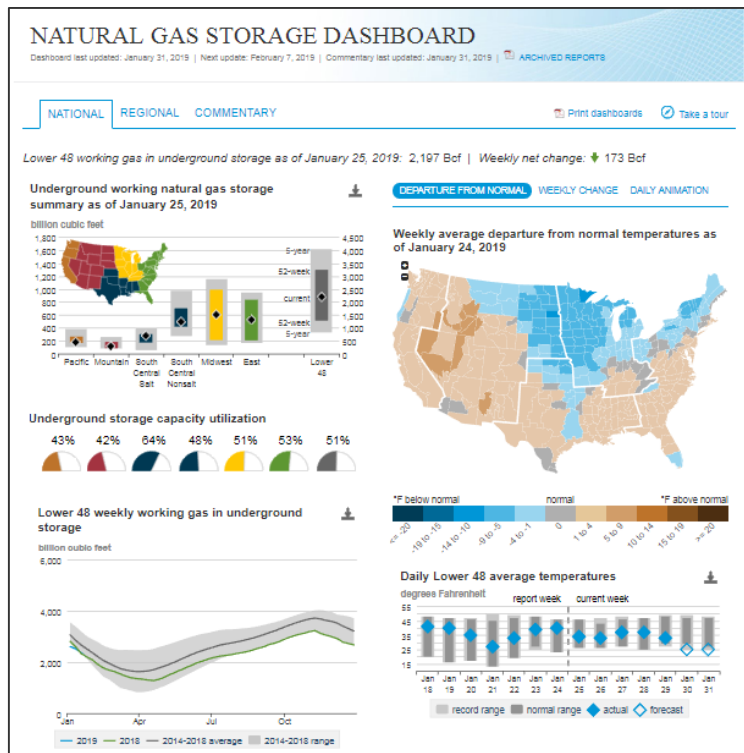 NATURAL GAS STORAGE DASHBOARD
Dashboard last updated: January 31, 2019 | Next update: February 7, 2019 | Commentary last updated: January 31, 2019 | ARCHIVED REPORTS
NATIONAL REGIONAL COMMENTARY
Print dashboards Take a tour
Lower 48 working gas in underground storage as of January 25, 2019: 2,197 Bcf | Weekly net change: 173 Bcf
Underground working natural gas storage
summary as of January 25, 2019
billion cubic feet
1,800
1,600
1,400
1,200
1,000
800
600
400
200
0
5-year
52-week
current
52-week
5-year
4,500
4,000
3,500
3,000
2,500
2,000
1,500
1,000
500
0
Pacific Mountain South Central Salt South Central Nonsalt Midwest East Lower 48
Underground storage capacity utilization
43% 42% 64% 48% 51% 53% 51%
Lower 48 weekly working gas in underground
storage
billion cubic feet
6,000
4,000
2,000
0
Jan Apr Jul Oct
2019 2018 2014-2018 average 2014-2018 range
DEPARTURE FROM NORMAL WEEKLY CHANGE DAILY ANIMATION
Weekly average departure from normal temperatures as
of January 24, 2019
°F below normal normal °F above normal
<= -20 -19 to -15 -14 to -10 -9 to -5 -4 to -1 0 1 to 4 5 to 9 10 to 14 15 to 19 >= 20
Daily Lower 48 average temperatures
degrees Fahrenheit report week current week
55
45
35
25
15
Jan Jan Jan Jan Jan Jan Jan Jan Jan Jan Jan Jan Jan Jan
18 19 20 21 22 23 24 25 26 27 28 29 30 31
record range normal range actual forecast